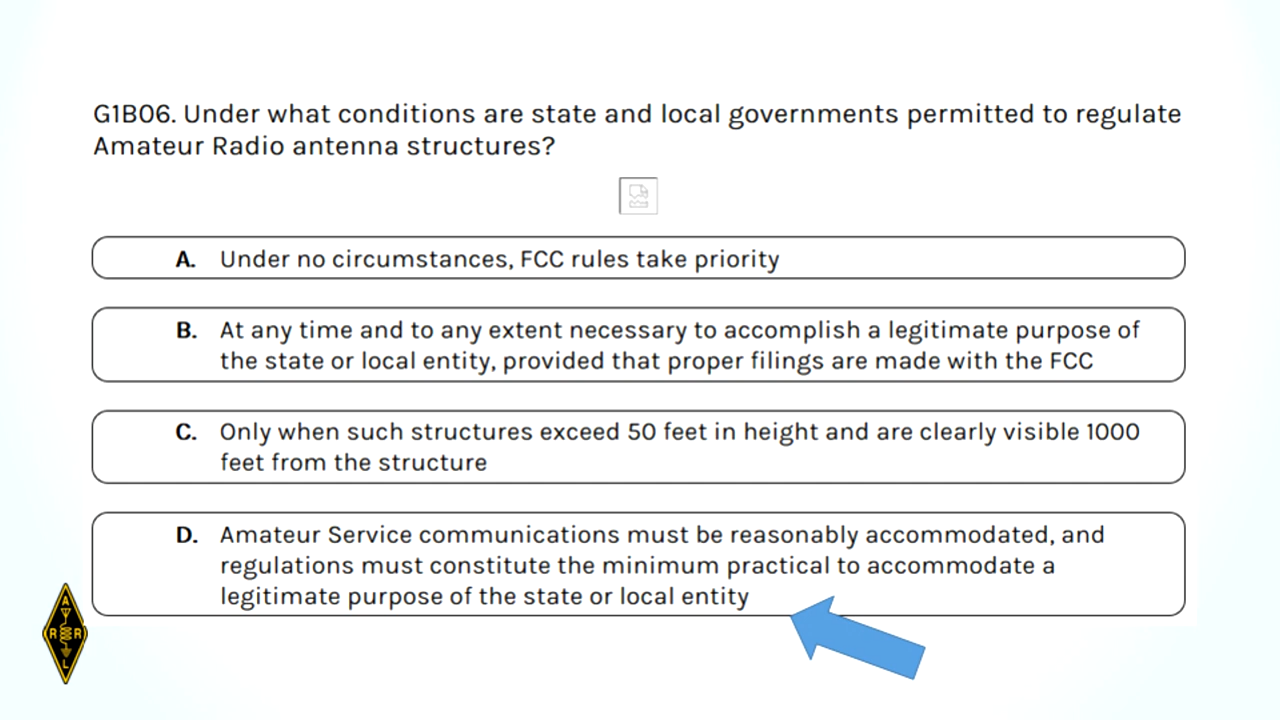 G1B06. Under what conditions are state and local governments permitted to regulate
Amateur Radio antenna structures?
A. Under no circumstances, FCC rules take priority
B. At any time and to any extent necessary to accomplish a legitimate purpose of
the state or local entity, provided that proper filings are made with the FCC
C. Only when such structures exceed 50 feet in height and are clearly visible 1000
feet from the structure
D. Amateur Service communications must be reasonably accommodated, and
regulations must constitute the minimum practical to accommodate a
legitimate purpose of the state or local entity
A
R R
L